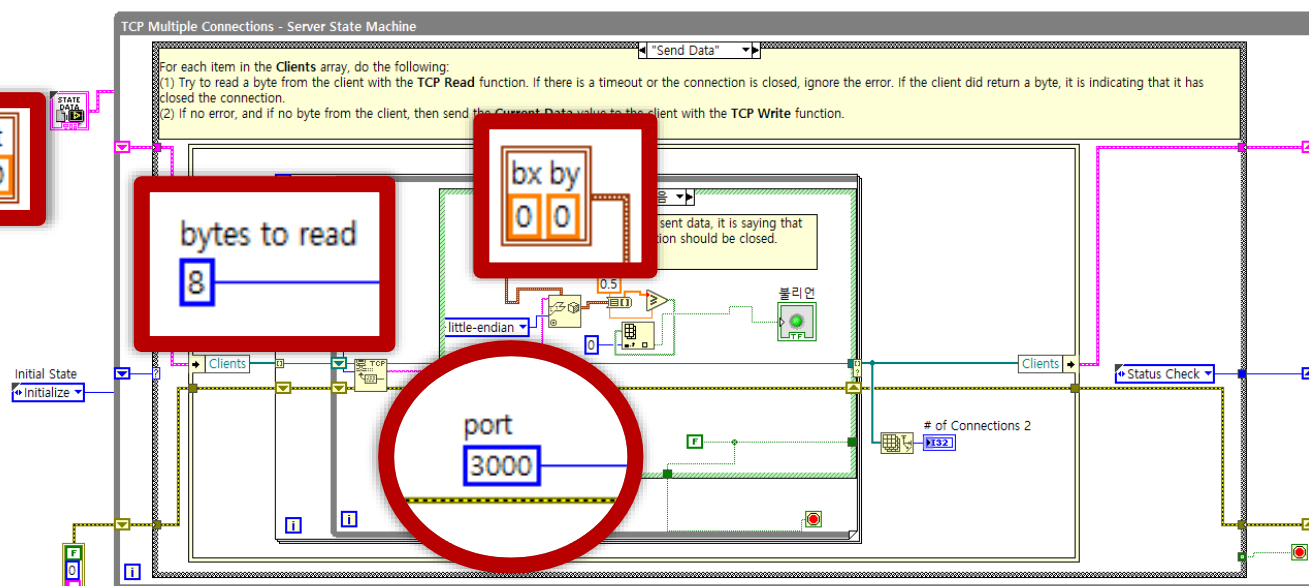 TCP Multiple Connections - Server State Machine
"Send Data"
For each item in the Clients array, do the following:
(1) Try to read a byte from the client with the TCP Read function. If there is a timeout or the connection is closed, ignore the error. If the client did return a byte, it is indicating that it has
closed the connection.
(2) If no error, and if no byte from the client, then send the Current Data value to the client with the TCP Write function.
STATE
DATA
bx by
0 0
음
sent data, it is saying that
tion should be closed.
bytes to read
8
0.5
불리언
TF
little-endian
0
Clients
TCP
Clients
Initial State
Initialize
Status Check
port
3000
# of Connections 2
I32
F
i
i
F
0
i